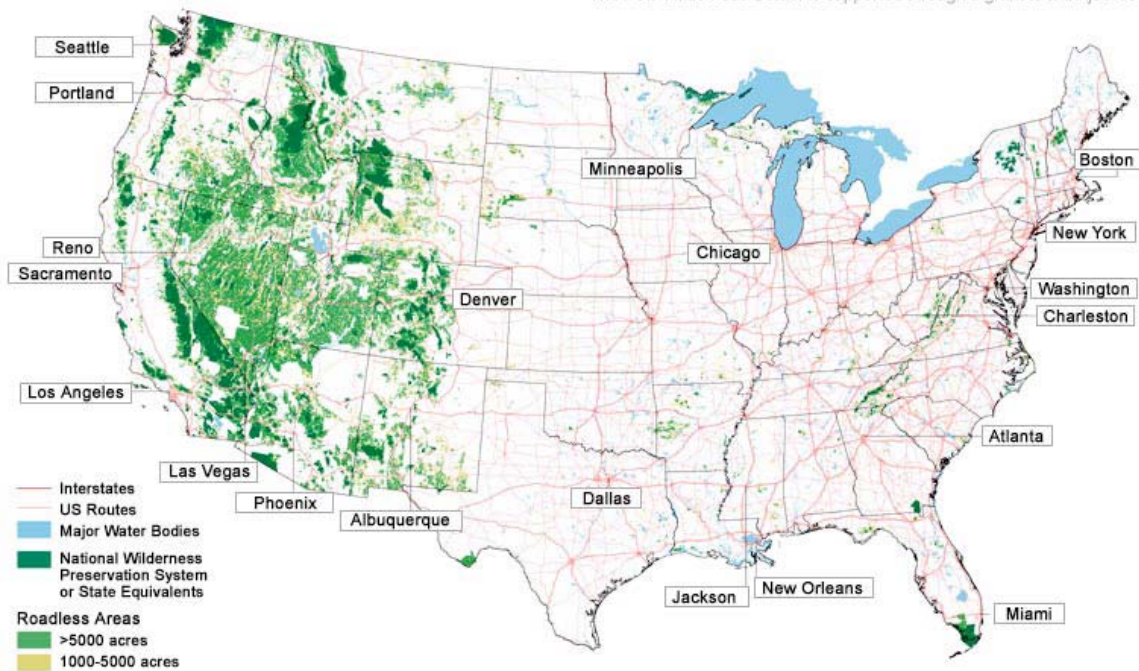 Seattle
Portland
Minneapolis
Boston
Reno
Chicago
New York
Sacramento
Denver
Washington
Charleston
Los Angeles
Atlanta
Las Vegas
Dallas
Phoenix
Albuquerque
Jackson
New Orleans
Miami
Interstates
US Routes
Major Water Bodies
National Wilderness
Preservation System
or State Equivalents
Roadless Areas
>5000 acres
1000-5000 acres